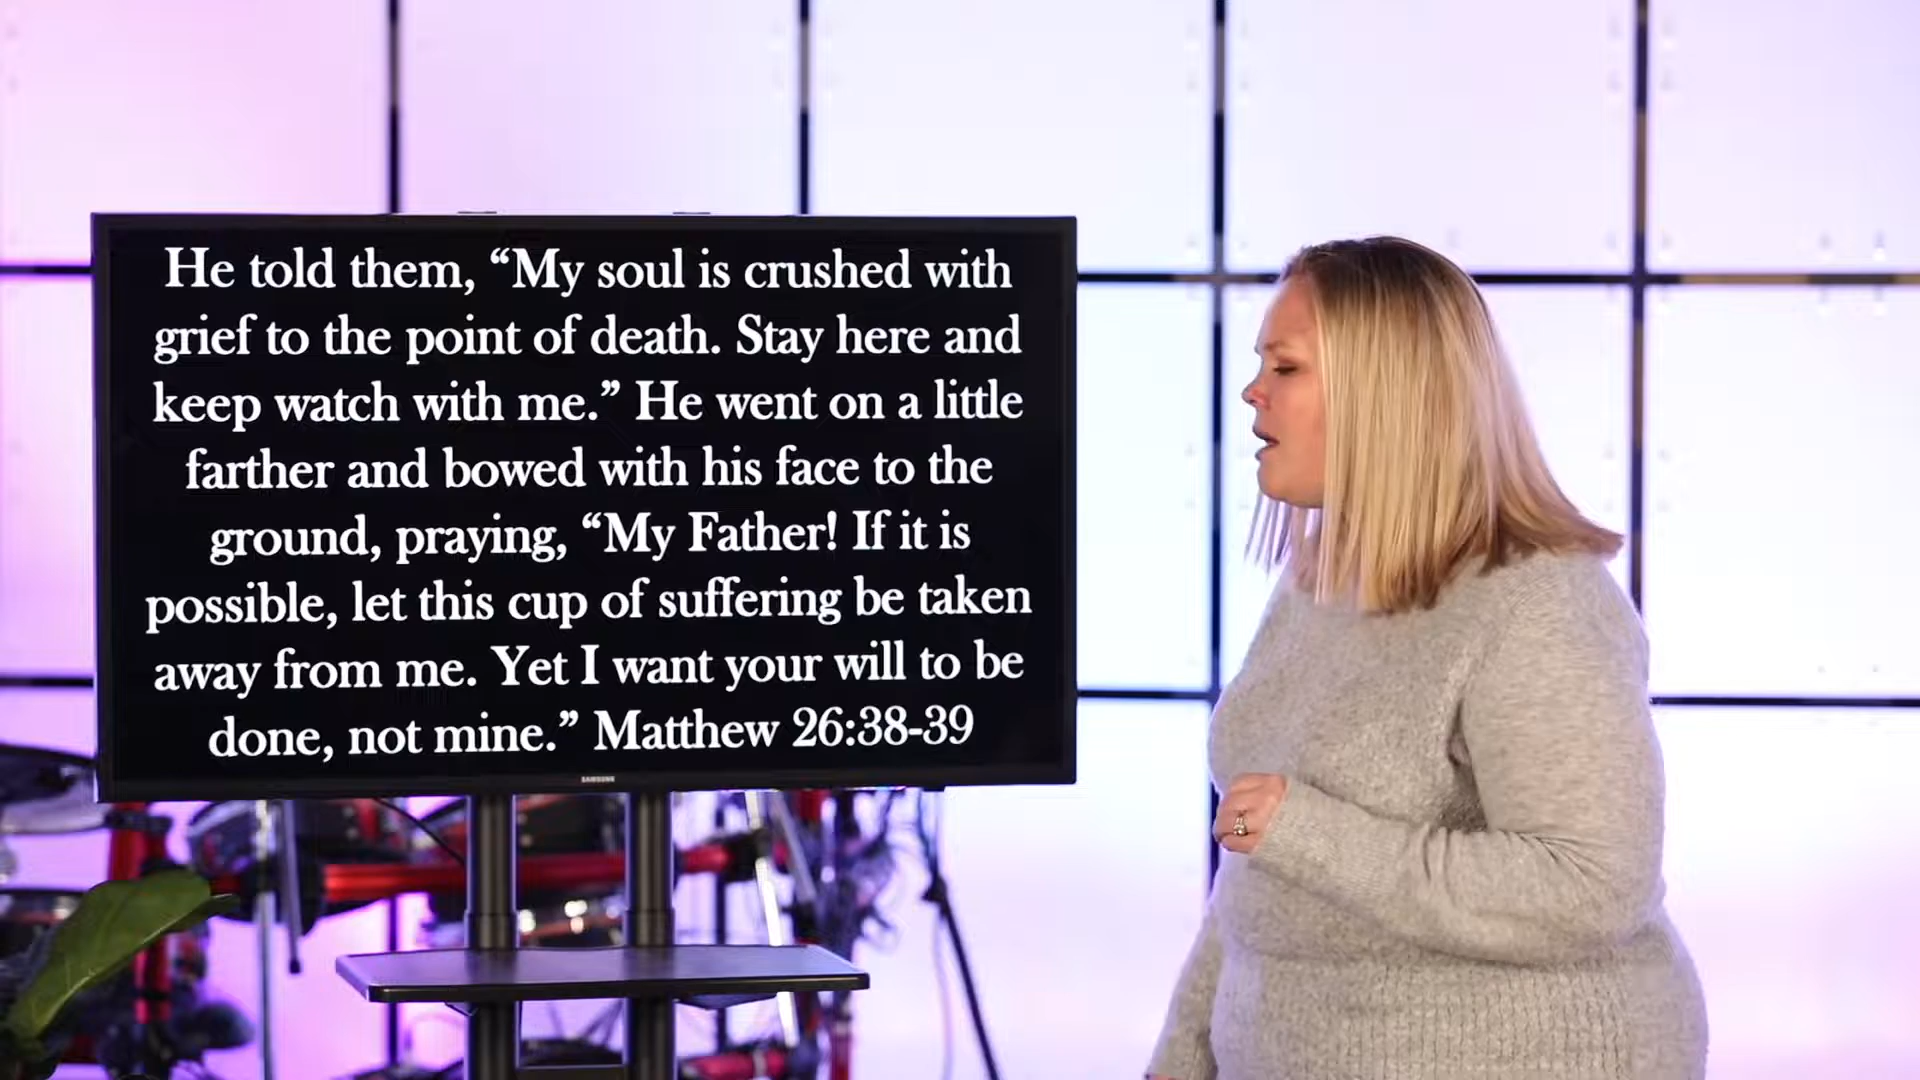 He told them, “My soul is crushed with
grief to the point of death. Stay here and
keep watch with me.” He went on a little
farther and bowed with his face to the
ground, praying, “My Father! If it is
possible, let this cup of suffering be taken
away from me. Yet I want your will to be
done, not mine.” Matthew 26:38-39
SAMSUNG